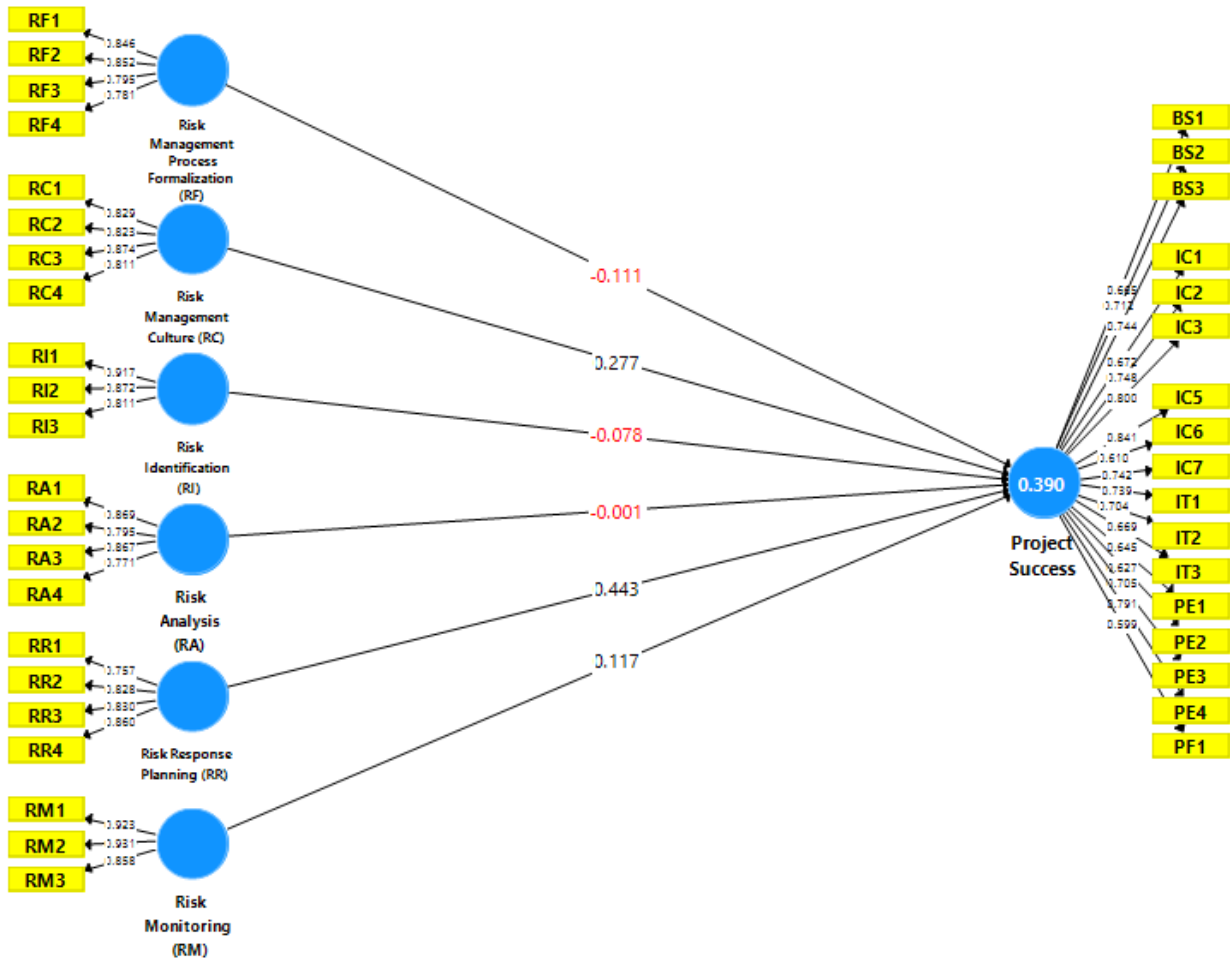 RF1
RF2
RF3
RF4
0.846
0.852
0.795
0.781
Risk
Management
Process
Formalization
(RF)
RC1
RC2
RC3
RC4
0.829
0.823
0.874
0.811
Risk
Management
Culture (RC)
RI1
RI2
RI3
0.917
0.872
0.811
Risk
Identification
(RI)
RA1
RA2
RA3
RA4
0.869
0.795
0.867
0.771
Risk
Analysis
(RA)
RR1
RR2
RR3
RR4
0.757
0.828
0.830
0.860
Risk Response
Planning (RR)
RM1
RM2
RM3
0.923
0.931
0.858
Risk
Monitoring
(RM)
-0.111
0.277
-0.078
-0.001
0.443
0.117
0.390
Project
Success
0.712
0.744
0.672
0.748
0.800
0.841
0.610
0.742
0.739
0.704
0.669
0.645
0.627
0.705
0.791
0.599
BS1
BS2
BS3
IC1
IC2
IC3
IC5
IC6
IC7
IT1
IT2
IT3
PE1
PE2
PE3
PE4
PF1